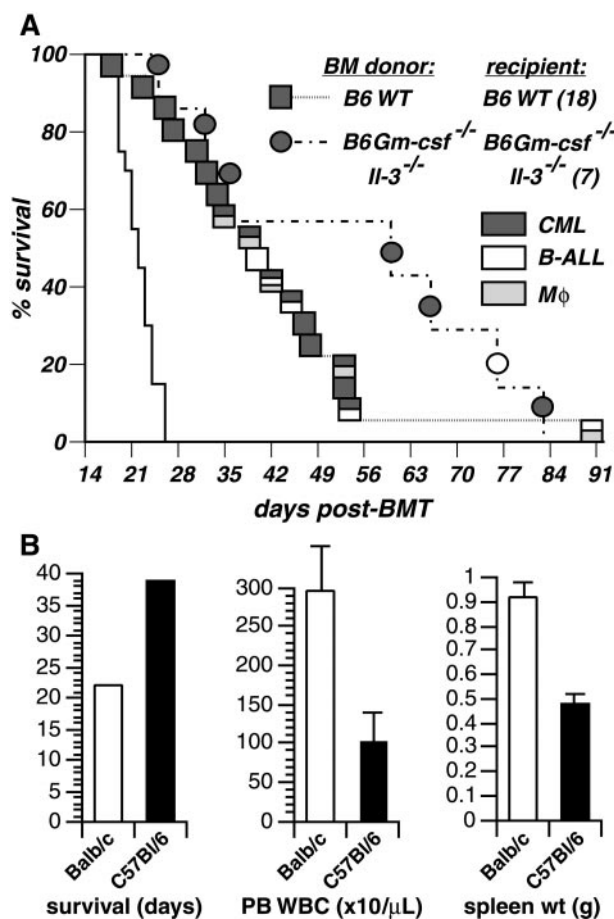 A
100
80
60
40
20
0
% survival
BM donor: recipient:
B6 WT B6 WT (18)
B6Gm-csf -/- B6Gm-csf -/-
Il-3 -/- Il-3 -/- (7)
CML
B-ALL
Mϕ
14 21 28 35 42 49 56 63 70 77 84 91
days post-BMT
B
40
35
30
25
20
15
10
5
0
Balb/c C57Bl/6
survival (days)
300
250
200
150
100
50
0
Balb/c C57Bl/6
PB WBC (x10/μL)
1
0.9
0.8
0.7
0.6
0.5
0.4
0.3
0.2
0.1
0
Balb/c C57Bl/6
spleen wt (g)